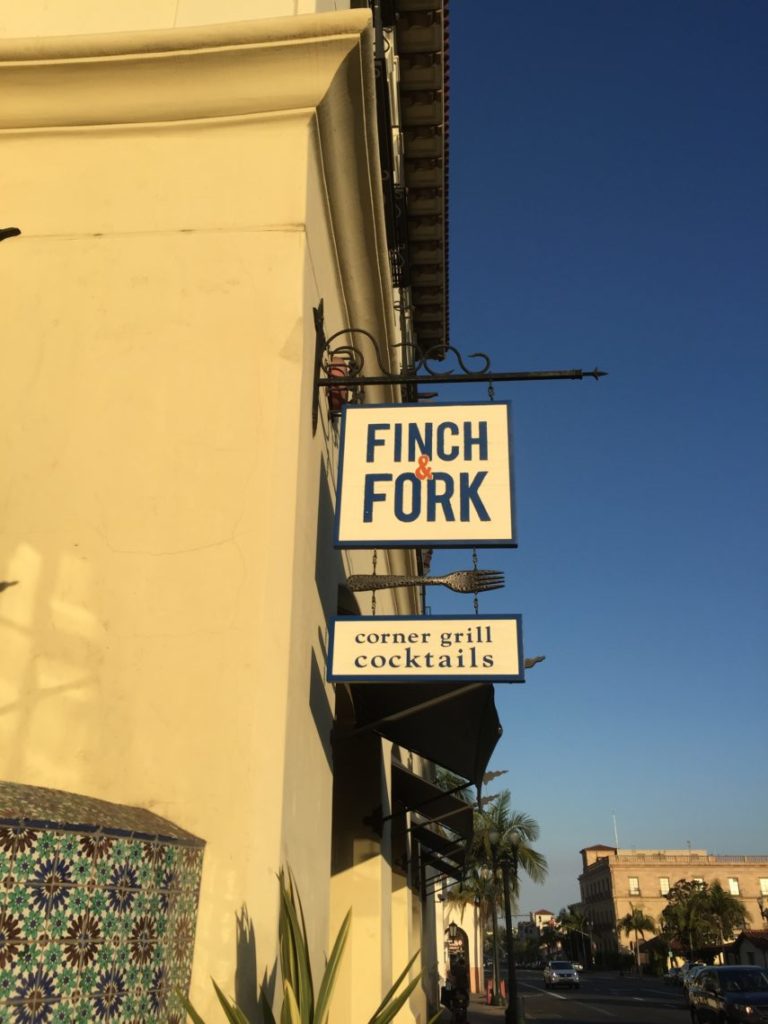 FINCH
&
FORK
corner grill
cocktails